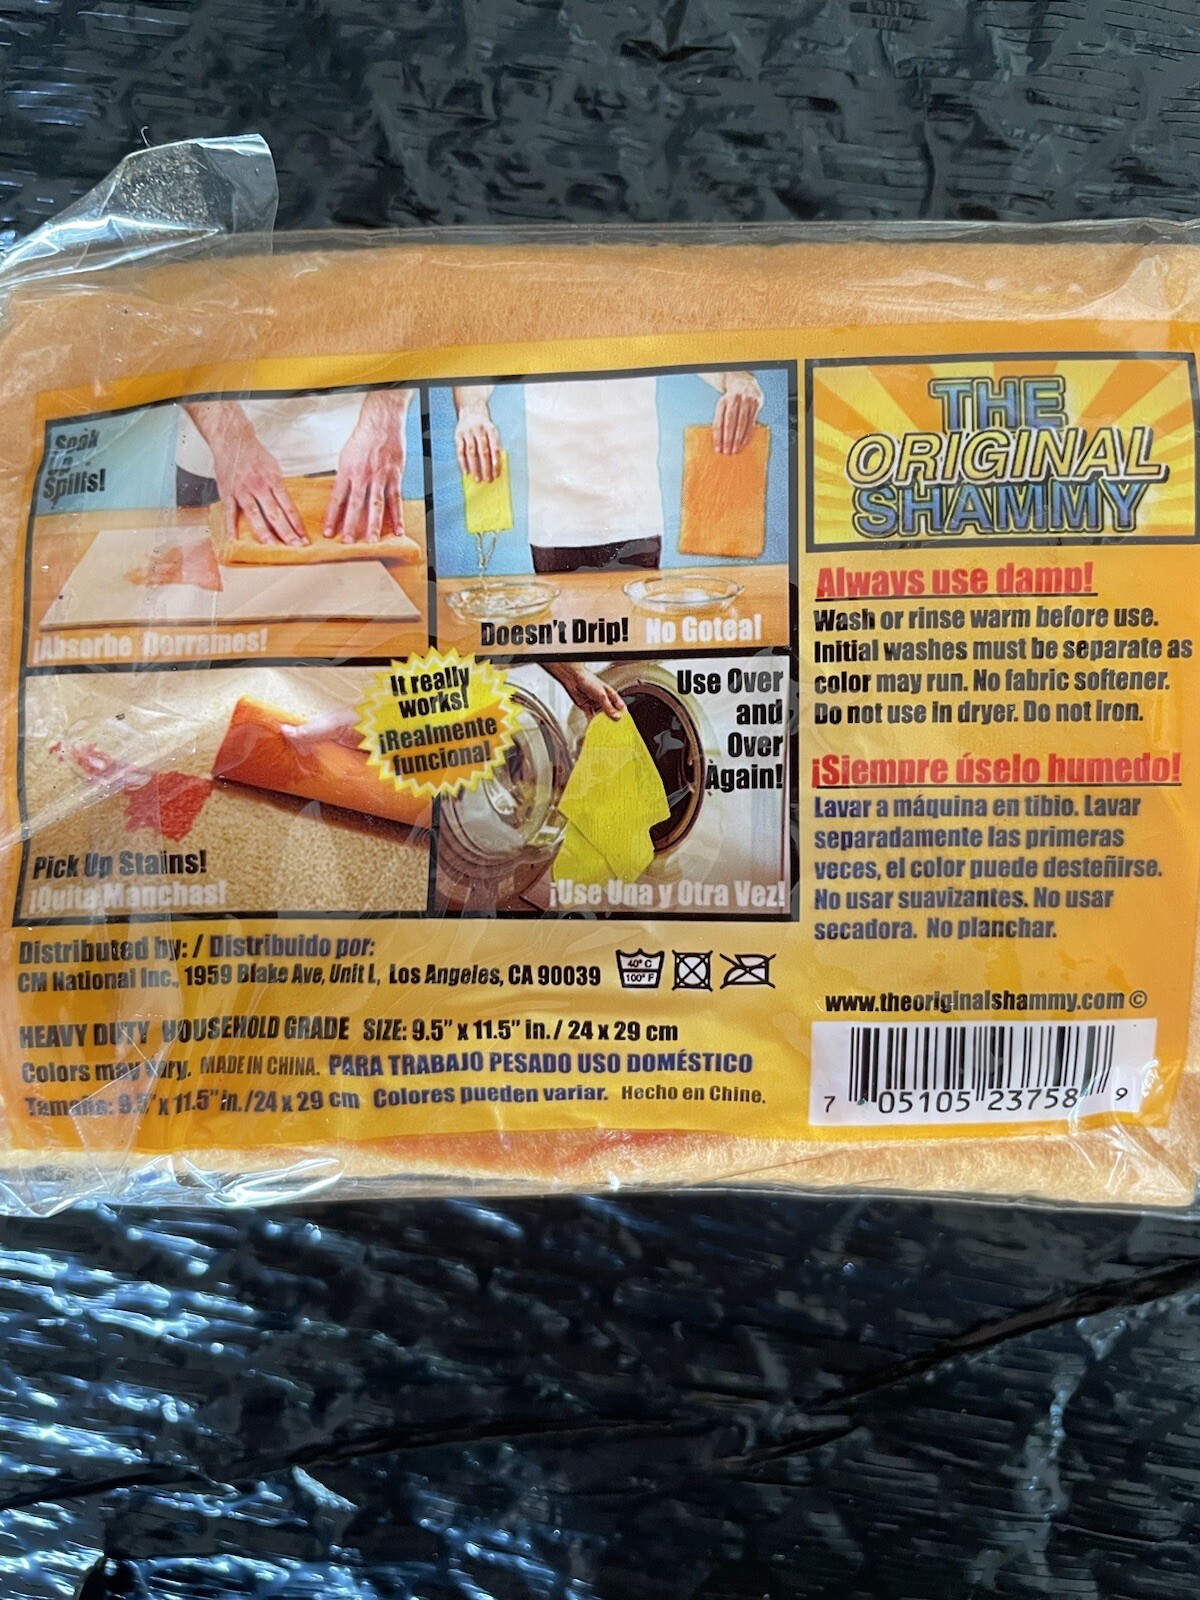 Soak
Spills!
¡Absorbe Derrames!
Doesn't Drip! No Gotea!
It really
works!
¡Realmente
funciona!
Pick Up Stains!
¡Quita Manchas!
Use Over
and
Over
Again!
¡Use Una y Otra Vez!
THE
ORIGINAL
SHAMMY
Always use damp!
Wash or rinse warm before use.
Initial washes must be separate as
color may run. No fabric softener.
Do not use in dryer. Do not iron.
¡Siempre úselo humedo!
Lavar a máquina en tibio. Lavar
separadamente las primeras
veces, el color puede desteñirse.
No usar suavizantes. No usar
secadora. No planchar.
Distributed by: / Distribuido por:
CM National Inc., 1959 Blake Ave, Unit L, Los Angeles, CA 90039
40° C
100° F
HEAVY DUTY HOUSEHOLD GRADE SIZE: 9.5" x 11.5" in. / 24 x 29 cm
Colors may vary. MADE IN CHINA. PARA TRABAJO PESADO USO DOMÉSTICO
Tamaño: 9.5"x 11.5"in./24 x 29 cm Colores pueden variar. Hecho en Chine.
www.theoriginalshammy.com ©
7 05105 23758 9